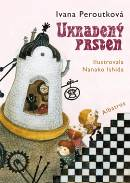 Ivana Peroutková
UKRADENÝ
PRSTEN
Ilustrovala
Nanako Ishida
Albatros